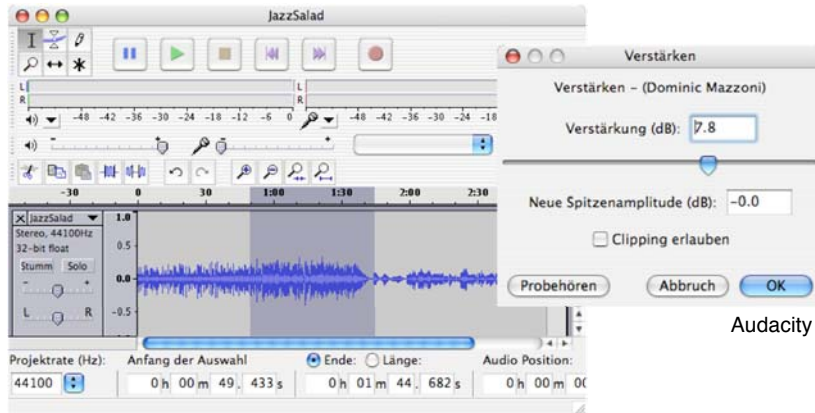 JazzSalad
L
R
L
R
-48 -42 -36 -30 -24 -18 -12 -6 0
-48 -42 -36 -30 -24 -18
- +
- +
-30 0 30 1:00 1:30 2:00 2:30
X JazzSalad
Stereo, 44100Hz
32-bit float
Stumm Solo
- +
L R
1.0
0.5
0.0
-0.5
Projektrate (Hz): Anfang der Auswahl Ende: Länge: Audio Position:
44100 0 h 00 m 49 . 433 s 0 h 01 m 44 . 682 s 0 h 00 m 00
Verstärken
Verstärken – (Dominic Mazzoni)
Verstärkung (dB): 7.8
Neue Spitzenamplitude (dB): -0.0
Clipping erlauben
Probehören Abbruch OK
Audacity